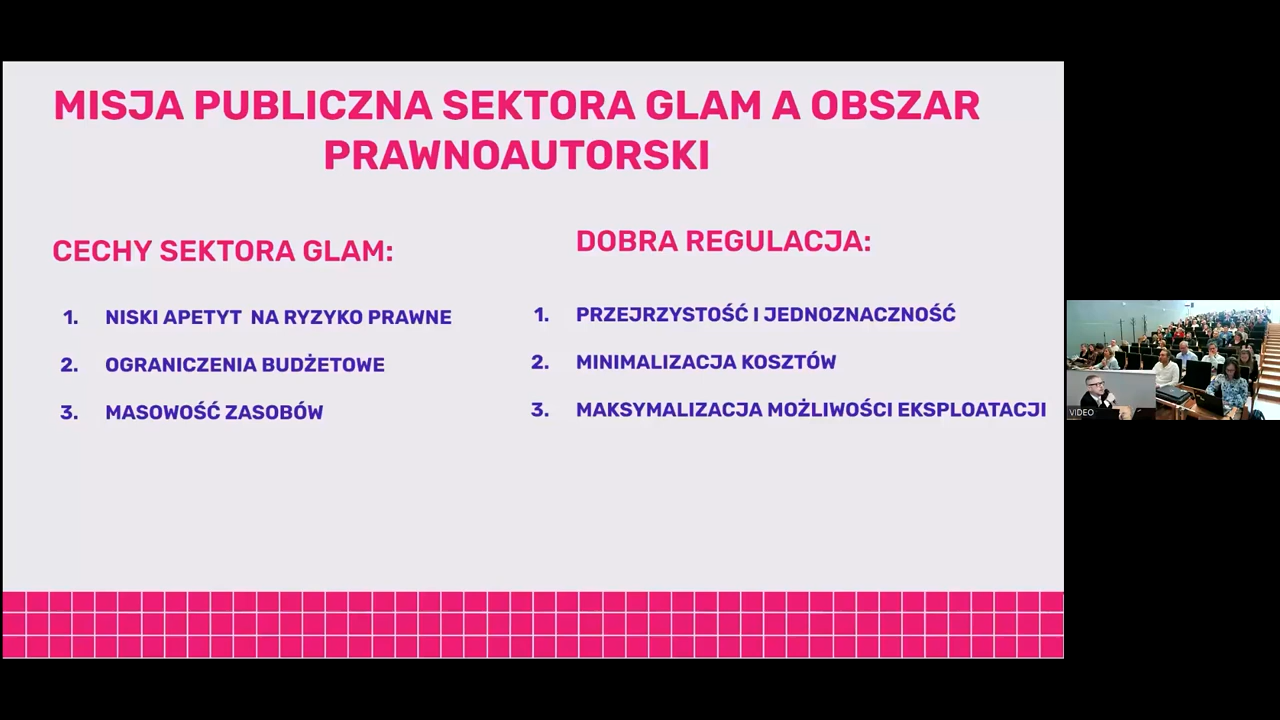 MISJA PUBLICZNA SEKTORA GLAM A OBSZAR
PRAWNOAUTORSKI
CECHY SEKTORA GLAM:
1. NISKI APETYT NA RYZYKO PRAWNE
2. OGRANICZENIA BUDŻETOWE
3. MASOWOŚĆ ZASOBÓW
DOBRA REGULACJA:
1. PRZEJRZYSTOŚĆ I JEDNOZNACZNOŚĆ
2. MINIMALIZACJA KOSZTÓW
3. MAKSYMALIZACJA MOŻLIWOŚCI EKSPLOATACJI
VIDEO